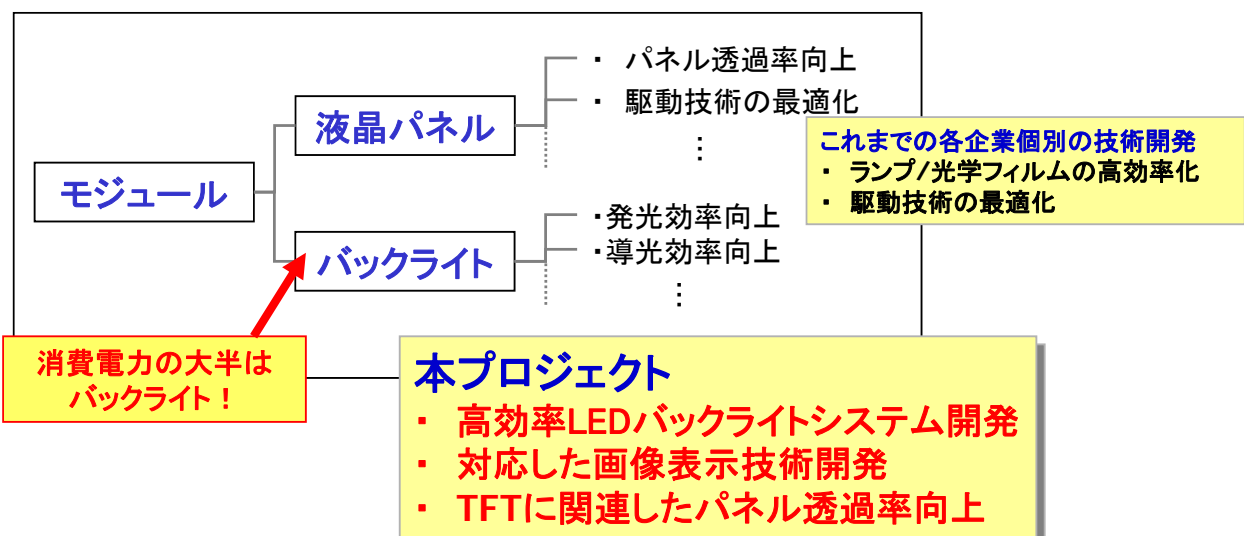 ・ パネル透過率向上
・ 駆動技術の最適化
⋮
液晶パネル
モジュール
・発光効率向上
・導光効率向上
⋮
バックライト
これまでの各企業個別の技術開発
・ ランプ/光学フィルムの高効率化
・ 駆動技術の最適化
消費電力の大半は
バックライト！
本プロジェクト
・ 高効率LEDバックライトシステム開発
・ 対応した画像表示技術開発
・ TFTに関連したパネル透過率向上